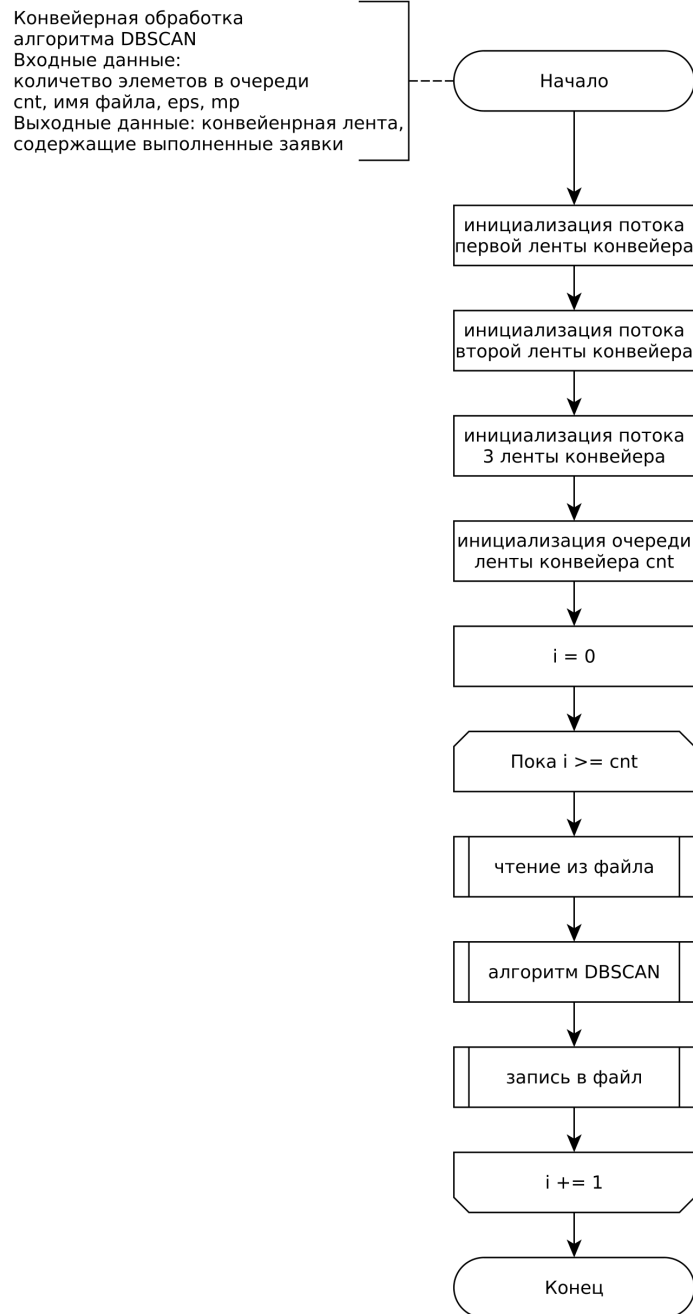 Конвейерная обработка
алгоритма DBSCAN
Входные данные:
количетво элеметов в очереди
cnt, имя файла, eps, mp
Выходные данные: конвейенрная лента,
содержащие выполненные заявки
Начало
инициализация потока
первой ленты конвейера
инициализация потока
второй ленты конвейера
инициализация потока
3 ленты конвейера
инициализация очереди
ленты конвейера cnt
i = 0
Пока i >= cnt
чтение из файла
алгоритм DBSCAN
запись в файл
i += 1
Конец